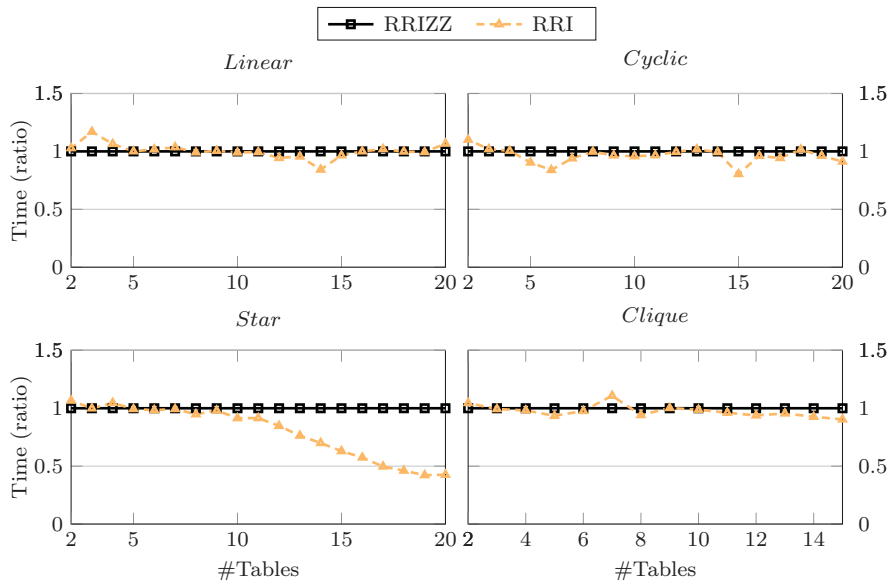 RRIZZ RRI
Linear Cyclic
1.5 1.5
1 1
0.5 0.5
0 0
Time (ratio)
2 5 10 15 20 2 5 10 15 20
Star Clique
1.5 1.5
1 1
0.5 0.5
0 0
Time (ratio)
2 5 10 15 20 2 4 6 8 10 12 14
#Tables #Tables